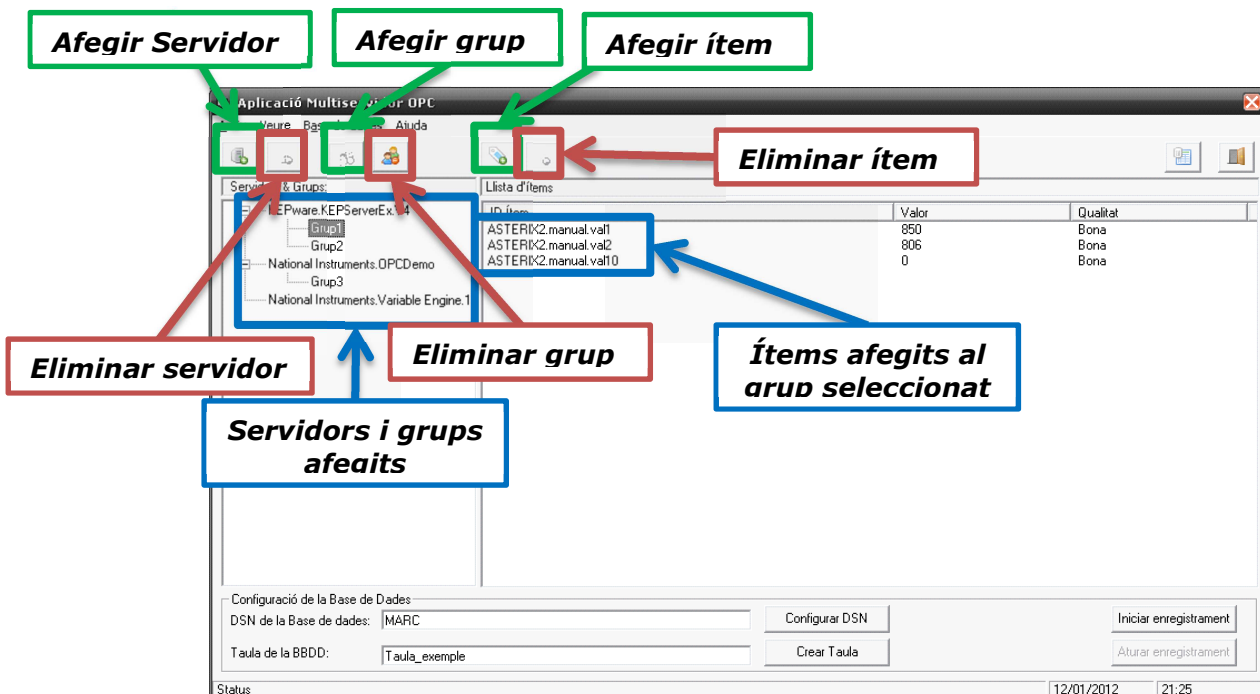 Afegir Servidor
Afegir grup
Afegir ítem
Aplicació Multiservidor OPC
Veure Ajuda
Eliminar ítem
Servidors & Grups:
Llista d'ítems
KEPware.KEPServerEx.V4
Grup1
Grup2
National Instruments.OPCDemo
Grup3
National Instruments.Variable Engine.1
ID Ítem Valor Qualitat
ASTERIX2.manual.val1 850 Bona
ASTERIX2.manual.val2 806 Bona
ASTERIX2.manual.val10 0 Bona
Eliminar servidor
Eliminar grup
Ítems afegits al
grup seleccionat
Servidors i grups
afegits
Configuració de la Base de Dades
DSN de la Base de dades: MARC Configurar DSN Iniciar enregistrament
Taula de la BBDD: Taula_exemple Crear Taula Aturar enregistrament
Status 12/01/2012 21:25